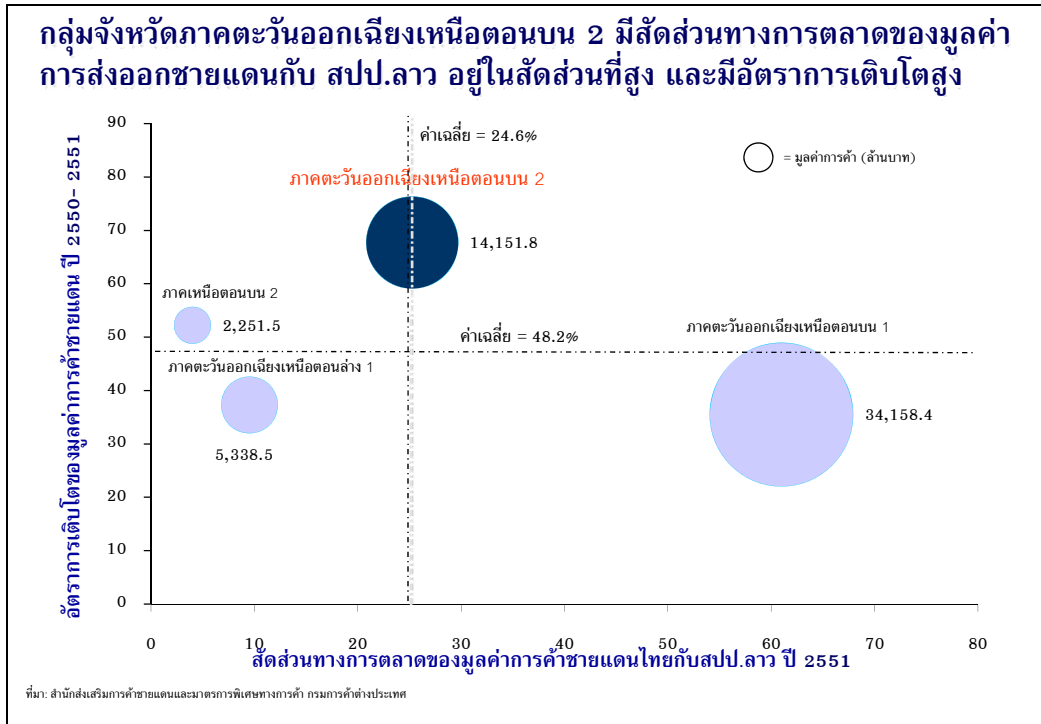 กลุ่มจังหวัดภาคตะวันออกเฉียงเหนือตอนบน 2 มีสัดส่วนทางการตลาดของมูลค่า
การส่งออกชายแดนกับ สปป.ลาว อยู่ในสัดส่วนที่สูง และมีอัตราการเติบโตสูง
อัตราการเติบโตของมูลค่าการค้าชายแดน ปี 2550- 2551
90
80
70
60
50
40
30
20
10
0
ค่าเฉลี่ย = 24.6%
= มูลค่าการค้า (ล้านบาท)
ภาคตะวันออกเฉียงเหนือตอนบน 2
14,151.8
ภาคเหนือตอนบน 2
2,251.5
ค่าเฉลี่ย = 48.2%
ภาคตะวันออกเฉียงเหนือตอนบน 1
ภาคตะวันออกเฉียงเหนือตอนล่าง 1
34,158.4
5,338.5
0 10 20 30 40 50 60 70 80
สัดส่วนทางการตลาดของมูลค่าการค้าชายแดนไทยกับสปป.ลาว ปี 2551
ที่มา: สำนักส่งเสริมการค้าชายแดนและมาตรการพิเศษทางการค้า กรมการค้าต่างประเทศ